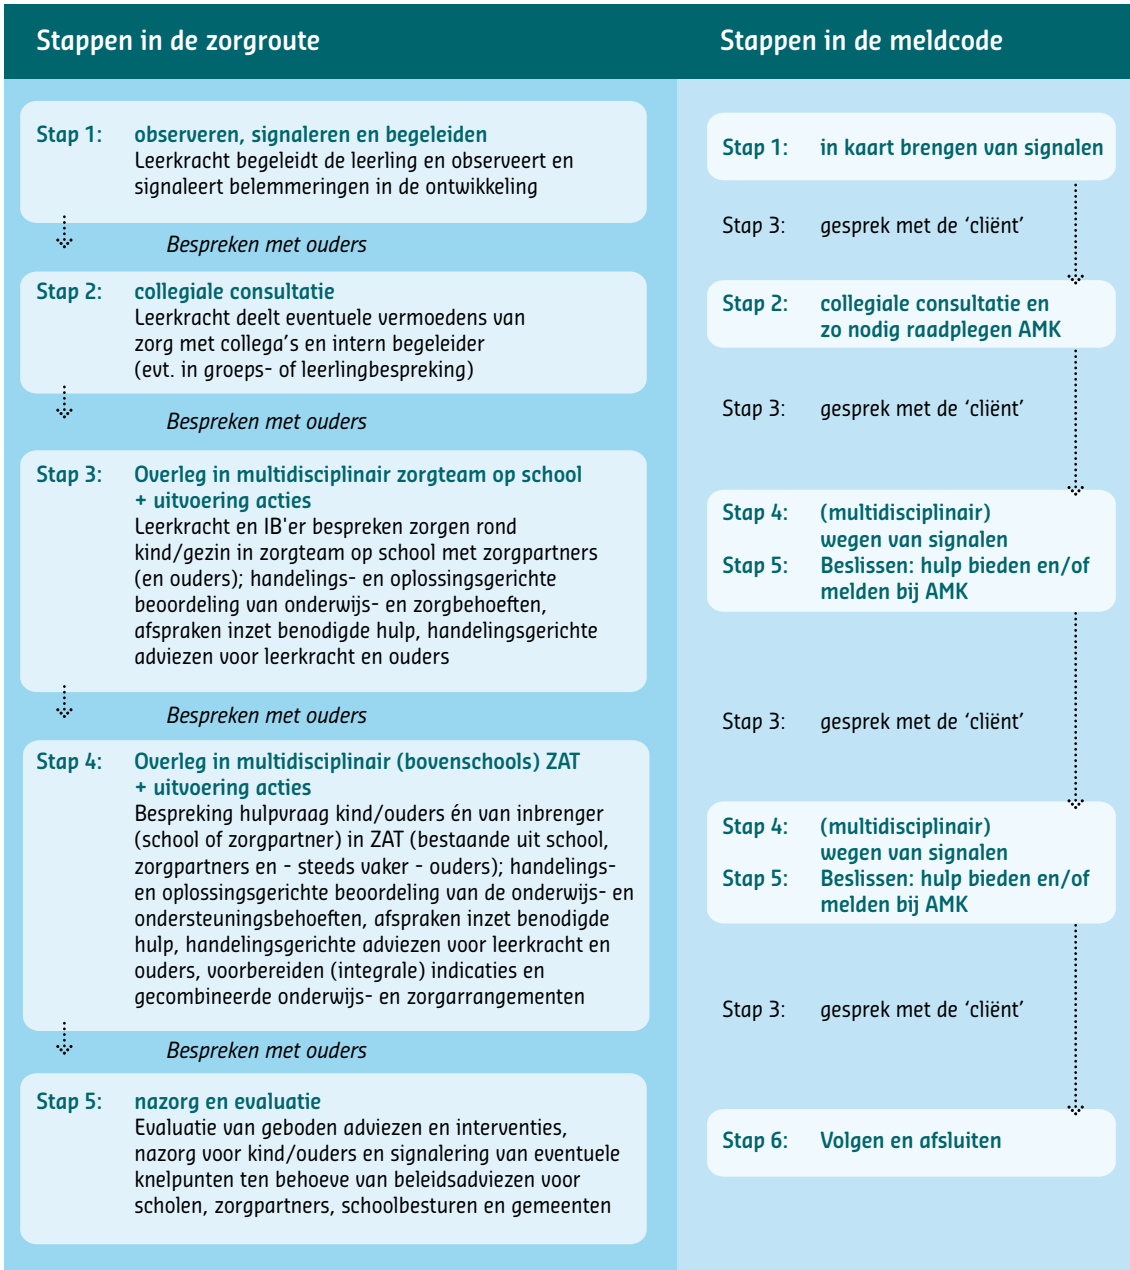 Stappen in de zorgroute
Stap 1: observeren, signaleren en begeleiden
Leerkracht begeleidt de leerling en observeert en
signaleert belemmeringen in de ontwikkeling
Bespreken met ouders
Stap 2: collegiale consultatie
Leerkracht deelt eventuele vermoedens van
zorg met collega's en intern begeleider
(evt. in groeps- of leerlingbespreking)
Bespreken met ouders
Stap 3: Overleg in multidisciplinair zorgteam op school
+ uitvoering acties
Leerkracht en IB'er bespreken zorgen rond
kind/gezin in zorgteam op school met zorgpartners
(en ouders); handelings- en oplossingsgerichte
beoordeling van onderwijs- en zorgbehoeften,
afspraken inzet benodigde hulp, handelingsgerichte
adviezen voor leerkracht en ouders
Bespreken met ouders
Stap 4: Overleg in multidisciplinair (bovenschools) ZAT
+ uitvoering acties
Bespreking hulpvraag kind/ouders én van inbrenger
(school of zorgpartner) in ZAT (bestaande uit school,
zorgpartners en - steeds vaker - ouders); handelings-
en oplossingsgerichte beoordeling van de onderwijs- en
ondersteuningsbehoeften, afspraken inzet benodigde
hulp, handelingsgerichte adviezen voor leerkracht en
ouders, voorbereiden (integrale) indicaties en
gecombineerde onderwijs- en zorgarrangementen
Bespreken met ouders
Stap 5: nazorg en evaluatie
Evaluatie van geboden adviezen en interventies,
nazorg voor kind/ouders en signalering van eventuele
knelpunten ten behoeve van beleidsadviezen voor
scholen, zorgpartners, schoolbesturen en gemeenten
Stappen in de meldcode
Stap 1: in kaart brengen van signalen
Stap 3: gesprek met de ‘cliënt’
Stap 2: collegiale consultatie en
zo nodig raadplegen AMK
Stap 3: gesprek met de ‘cliënt’
Stap 4: (multidisciplinair)
wegen van signalen
Stap 5: Beslissen: hulp bieden en/of
melden bij AMK
Stap 3: gesprek met de ‘cliënt’
Stap 4: (multidisciplinair)
wegen van signalen
Stap 5: Beslissen: hulp bieden en/of
melden bij AMK
Stap 3: gesprek met de ‘cliënt’
Stap 6: Volgen en afsluiten